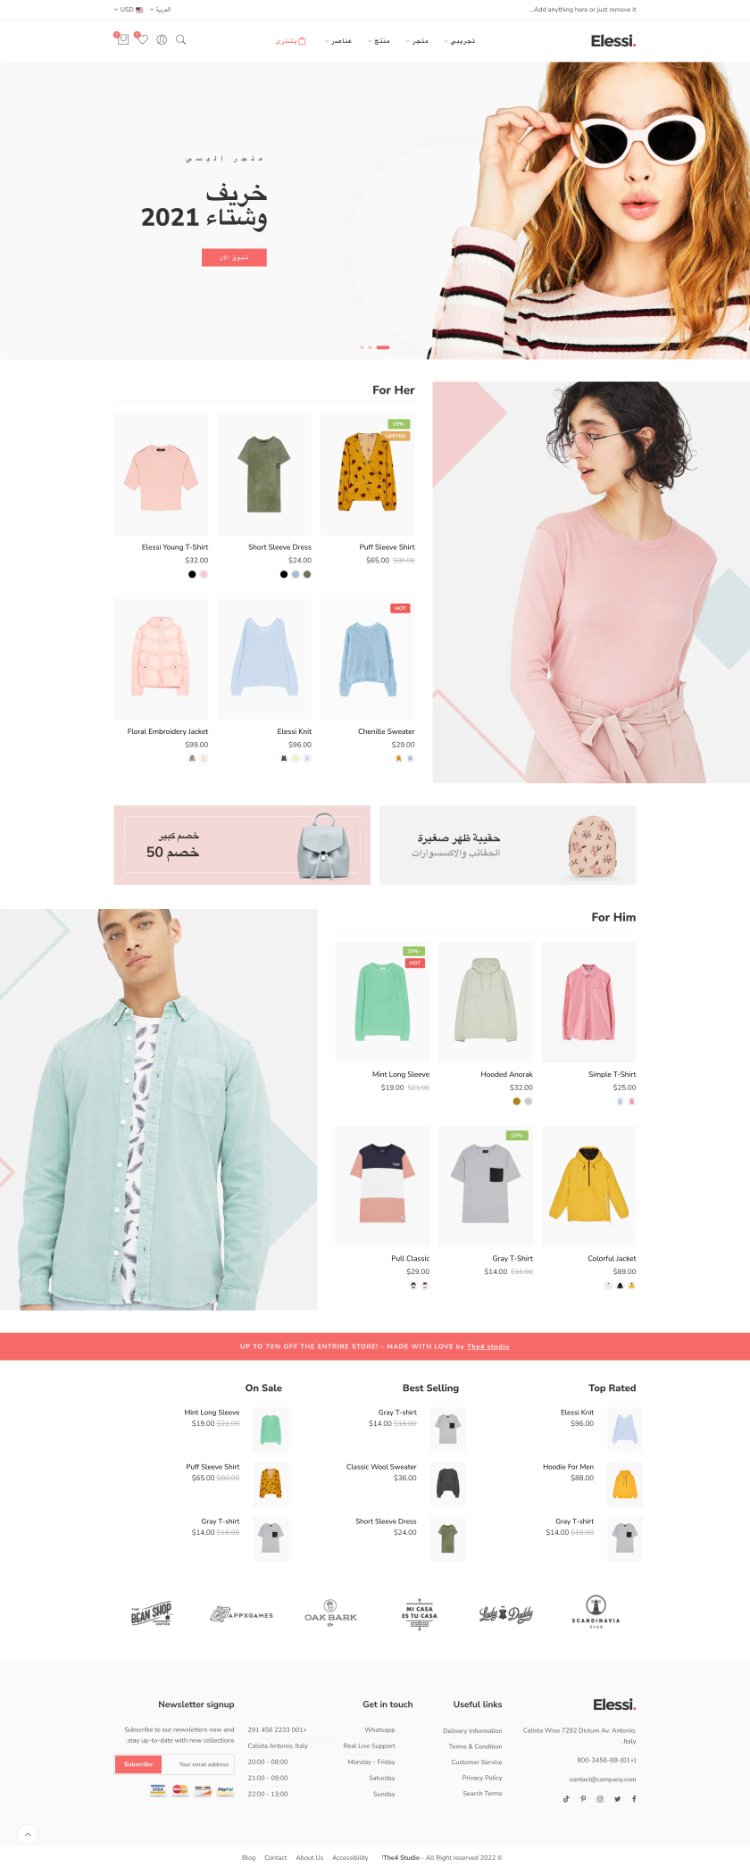 Add anything here or just remove it...
العربية
USD
Elessi.
تجريبي
متجر
منتج
عناصر
يشترى
0
0
متجر إليسي
خريف
وشتاء 2021
تسوق الآن
For Her
15%-
LIMITED
Puff Sleeve Shirt
$65.00 $90.00
Short Sleeve Dress
$24.00
Elessi Young T-Shirt
$32.00
HOT
Chenille Sweater
$29.00
Elessi Knit
$96.00
Floral Embroidery Jacket
$99.00
حقيبة ظهر صغيرة
الحقائب والاكسسوارات
خصم كبير
خصم 50
For Him
Simple T-Shirt
$25.00
Hooded Anorak
$32.00
10%-
HOT
Mint Long Sleeve
$19.00 $21.00
Colorful Jacket
$89.00
13%-
Gray T-Shirt
$14.00 $16.00
Pull Classic
$29.00
UP TO 70% OFF THE ENTRIRE STORE! - MADE WITH LOVE by The4 studio
Top Rated
Elessi Knit
$96.00
Hoodie For Men
$88.00
Gray T-shirt
$14.00 $16.00
Best Selling
Gray T-shirt
$14.00 $16.00
Classic Wool Sweater
$36.00
Short Sleeve Dress
$24.00
On Sale
Mint Long Sleeve
$19.00 $21.00
Puff Sleeve Shirt
$65.00 $90.00
Gray T-shirt
$14.00 $16.00
SCANDINAVIA
CLUB
Lady & Daddy
MI CASA
ES TU CASA
OAK BARK
APPXGAMES
THE
BEAN SHOP
Elessi.
Calista Wise 7292 Dictum Av. Antonio,
.Italy
800-3456-88-(01+)
contact@company.com
Useful links
Delivery Information
Terms & Condition
Customer Service
Privacy Policy
Search Terms
Get in touch
Whatsapp
291 456 2233 001+
Real Live Support
Calista Antonio, Italy
Monday - Friday
20:00 - 08:00
Saturday
21:00 - 09:00
Sunday
22:00 - 13:00
Newsletter signup
Subscribe to our newsletters now and
.stay up-to-date with new collections
Your email address
Subscribe
VISA
PayPal
Blog Contact About Us Accessibility
!The4 Studio - All Right reserved 2022 ©